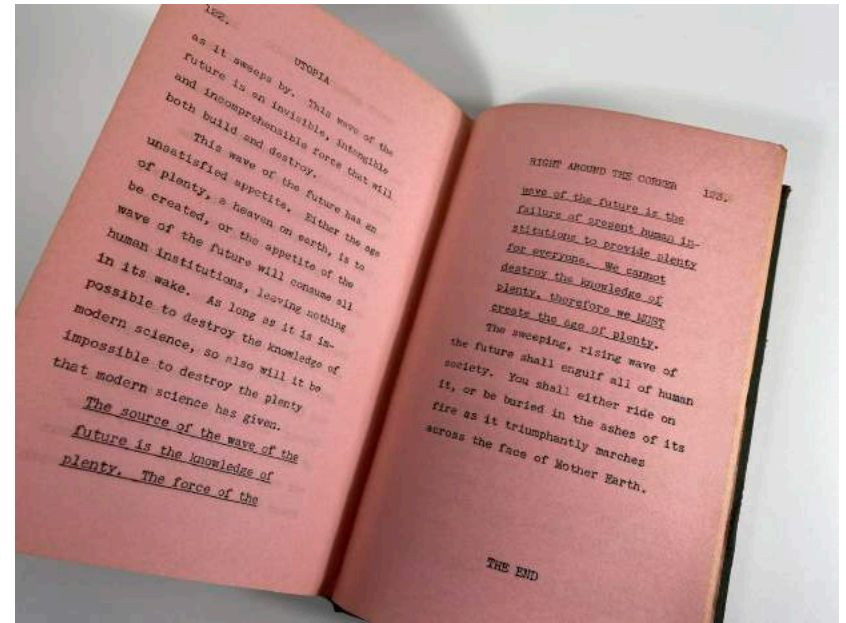 122.
UTOPIA
as it sweeps by. This wave of the
future is an invisible, intangible
and incomprehensible force that will
both build and destroy.
This wave of the future has an
unsatisfied appetite. Either the age
of plenty, a heaven on earth, is to
be created, or the appetite of the
wave of the future will consume all
human institutions, leaving nothing
in its wake. As long as it is im-
possible to destroy the knowledge of
modern science, so also will it be
impossible to destroy the plenty
that modern science has given.
The source of the wave of the
future is the knowledge of
plenty. The force of the
RIGHT AROUND THE CORNER 123.
wave of the future is the
failure of present human in-
stitutions to provide plenty
for everyone. We cannot
destroy the knowledge of
plenty, therefore we MUST
create the age of plenty.
The sweeping, rising wave of
the future shall engulf all of human
society. You shall either ride on
it, or be buried in the ashes of its
fire as it triumphantly marches
across the face of Mother Earth.
THE END